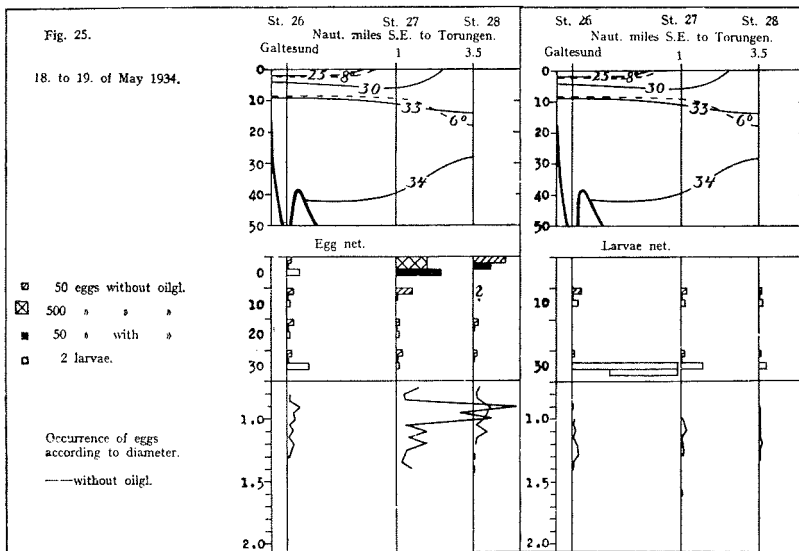 Fig. 25.
18. to 19. of May 1934.
St. 26 St. 27 St. 28
Naut. miles S.E. to Torungen.
Galtesund 1 3.5
0
10
20
30
40
50
25 8°
30
33
6°
34
Egg net.
0
10
20
30
?
1.0
1.5
2.0
St. 26 St. 27 St. 28
Naut. miles S.E. to Torungen.
Galtesund 1 3.5
0
10
20
30
40
50
25 8°
30
33
6°
34
Larvae net.
10
30
1.0
1.5
2.0
50 eggs without oilgl.
500 » » »
50 » with »
2 larvae.
Occurrence of eggs
according to diameter.
without oilgl.